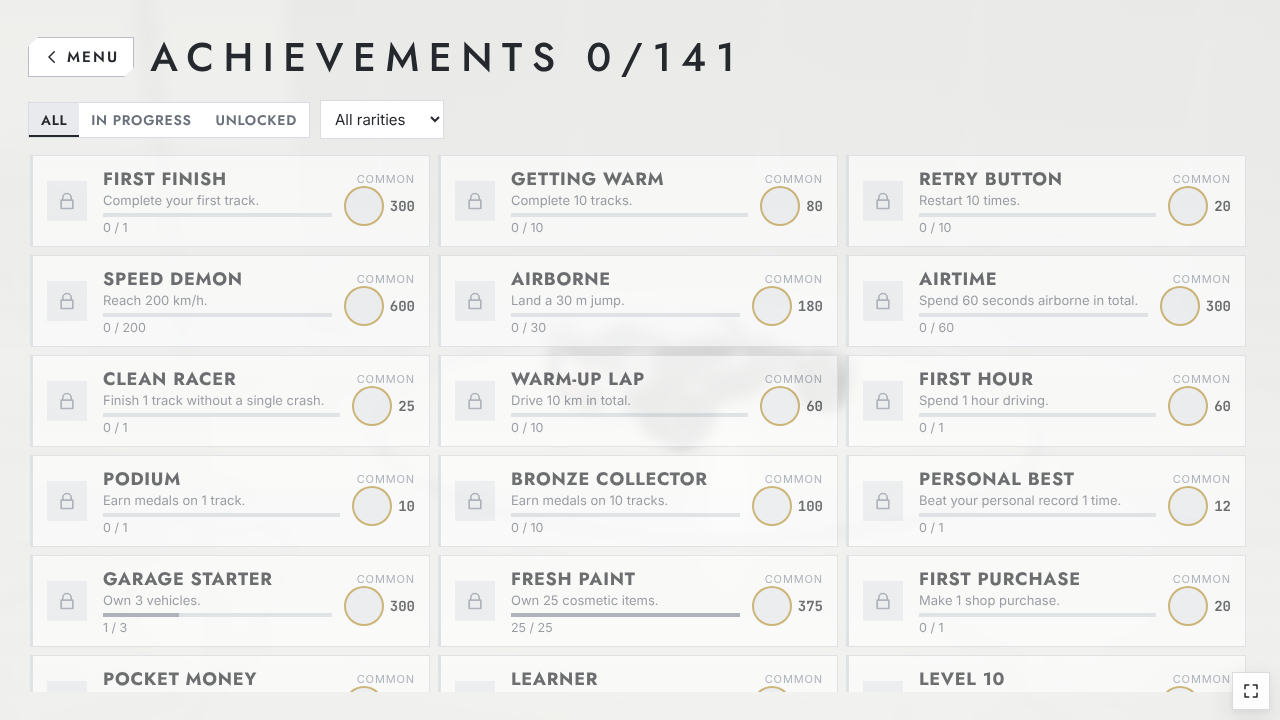 MENU
ACHIEVEMENTS 0/141
ALL
IN PROGRESS
UNLOCKED
All rarities
FIRST FINISH
COMMON
Complete your first track.
300
0 / 1
GETTING WARM
COMMON
Complete 10 tracks.
80
0 / 10
RETRY BUTTON
COMMON
Restart 10 times.
20
0 / 10
SPEED DEMON
COMMON
Reach 200 km/h.
600
0 / 200
AIRBORNE
COMMON
Land a 30 m jump.
180
0 / 30
AIRTIME
COMMON
Spend 60 seconds airborne in total.
300
0 / 60
CLEAN RACER
COMMON
Finish 1 track without a single crash.
25
0 / 1
WARM-UP LAP
COMMON
Drive 10 km in total.
60
0 / 10
FIRST HOUR
COMMON
Spend 1 hour driving.
60
0 / 1
PODIUM
COMMON
Earn medals on 1 track.
10
0 / 1
BRONZE COLLECTOR
COMMON
Earn medals on 10 tracks.
100
0 / 10
PERSONAL BEST
COMMON
Beat your personal record 1 time.
12
0 / 1
GARAGE STARTER
COMMON
Own 3 vehicles.
300
1 / 3
FRESH PAINT
COMMON
Own 25 cosmetic items.
375
25 / 25
FIRST PURCHASE
COMMON
Make 1 shop purchase.
20
0 / 1
POCKET MONEY
COMMON
LEARNER
COMMON
LEVEL 10
COMMON